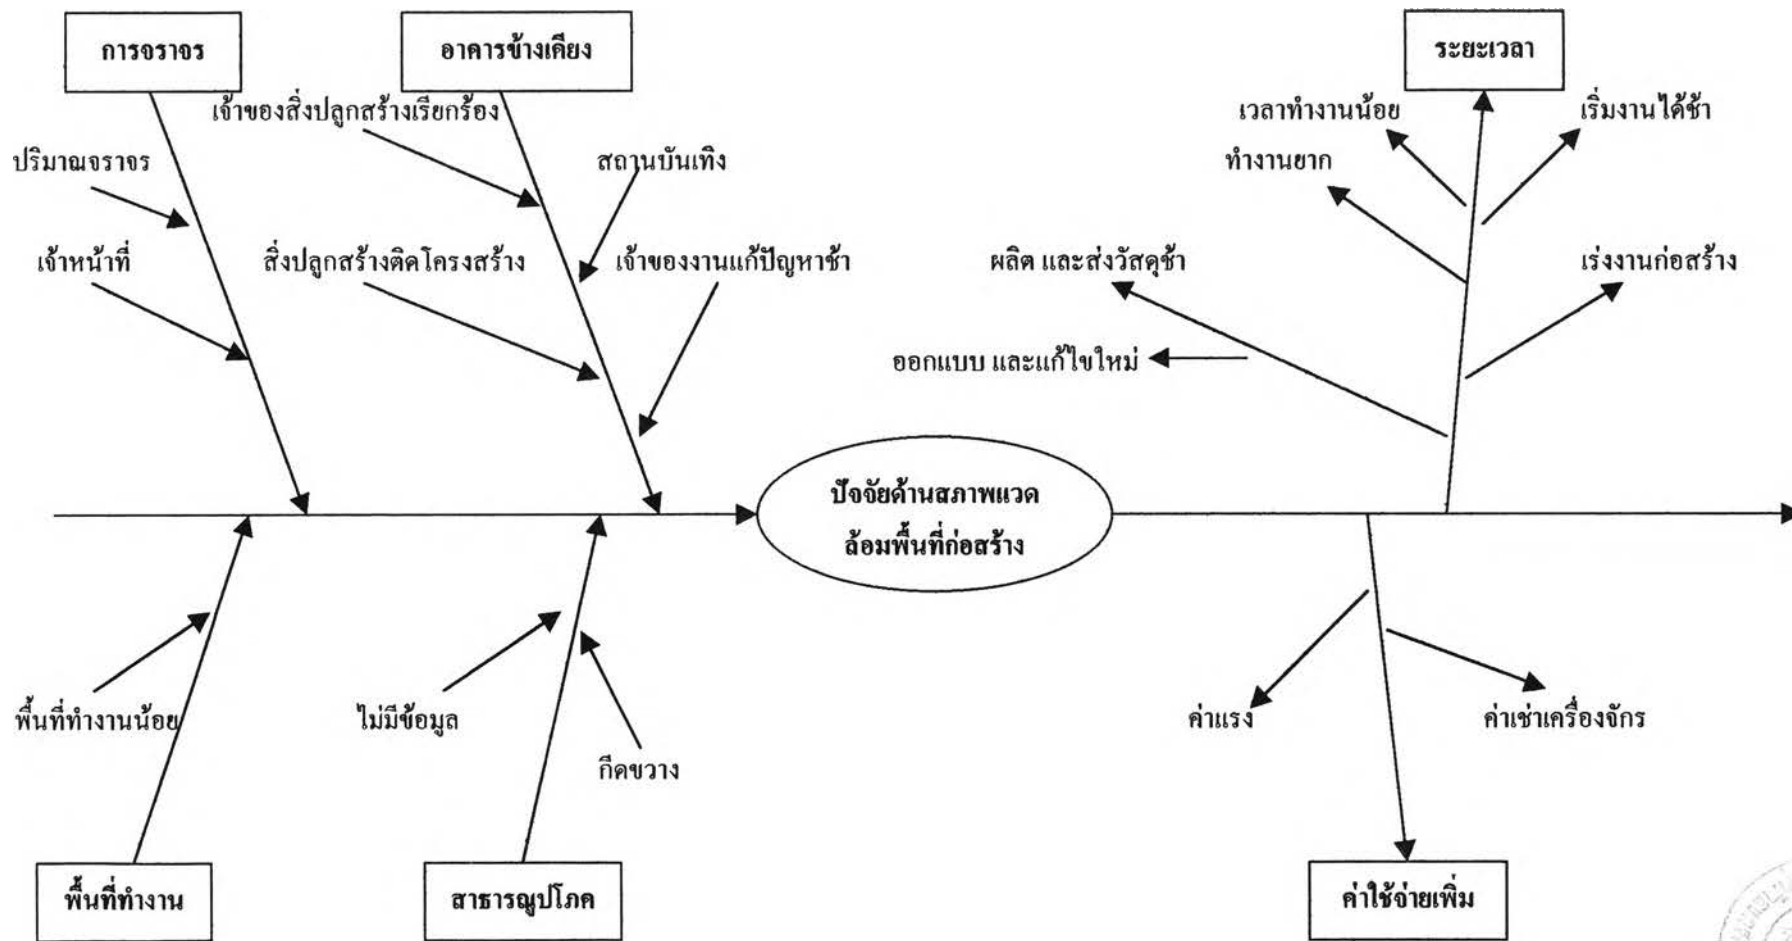 การจราจร
อาคารข้างเคียง
ระยะเวลา
เจ้าของสิ่งปลูกสร้างเรียกร้อง
เวลาทำงานน้อย
เริ่มงานได้ช้า
ปริมาณจราจร
สถานบันเทิง
ทำงานยาก
เจ้าหน้าที่
สิ่งปลูกสร้างติดโครงสร้าง
เจ้าของงานแก้ปัญหาช้า
ผลิต และส่งวัสดุช้า
เร่งงานก่อสร้าง
ออกแบบ และแก้ไขใหม่
ปัจจัยด้านสภาพแวด
ล้อมพื้นที่ก่อสร้าง
พื้นที่ทำงานน้อย
ไม่มีข้อมูล
ค่าแรง
ค่าเช่าเครื่องจักร
กีดขวาง
พื้นที่ทำงาน
สาธารณูปโภค
ค่าใช้จ่ายเพิ่ม